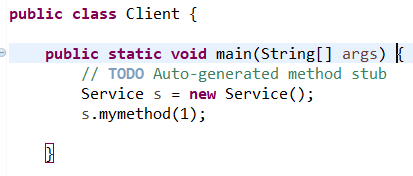 public class Client {
public static void main(String[] args) {
// TODO Auto-generated method stub
Service s = new Service();
s.mymethod(1);
}